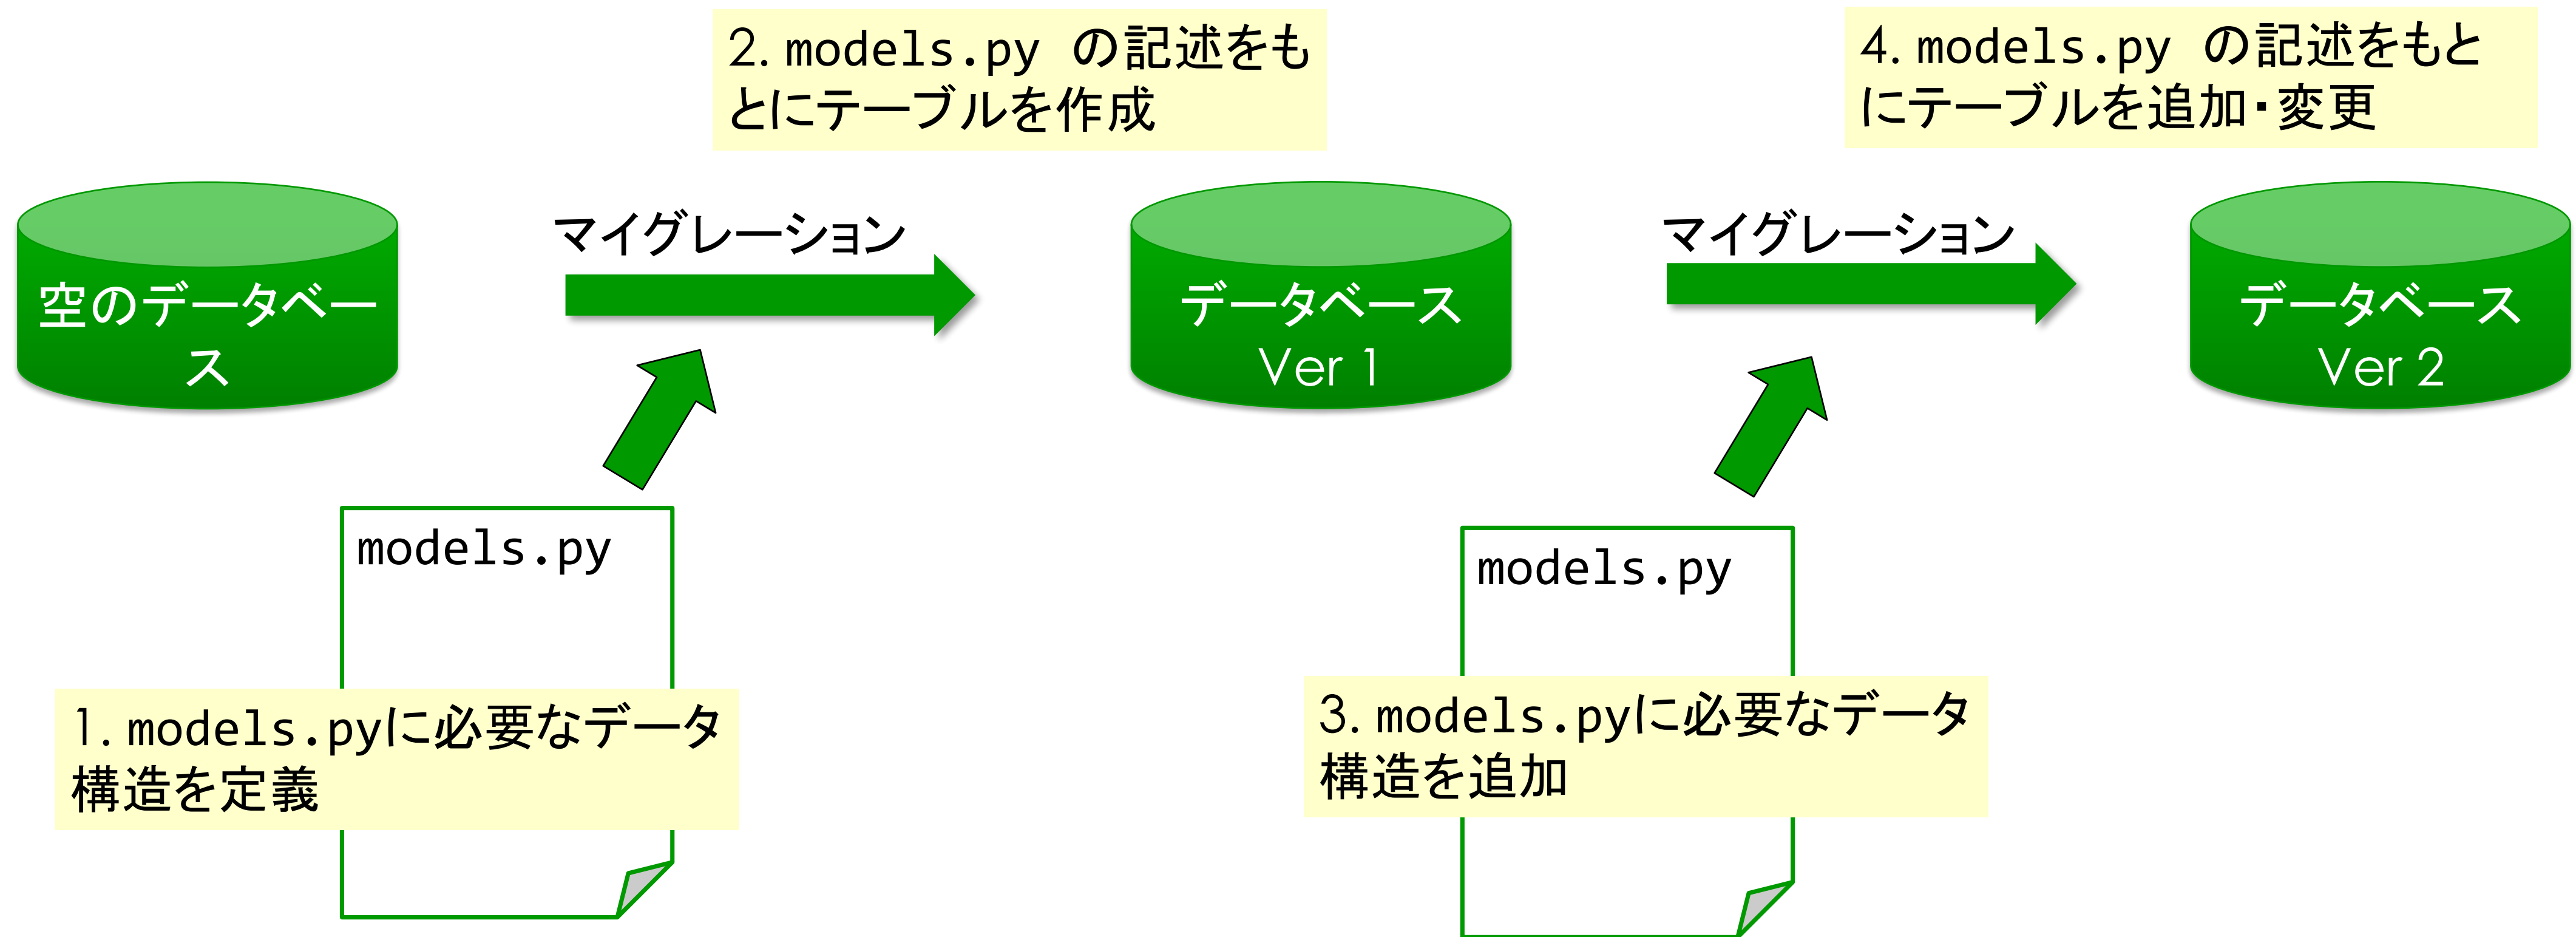 2. models.py の記述をも
とにテーブルを作成
4. models.py の記述をもと
にテーブルを追加・変更
空のデータベー
ス
マイグレーション
データベース
Ver 1
マイグレーション
データベース
Ver 2
models.py
1. models.pyに必要なデータ
構造を定義
models.py
3. models.pyに必要なデータ
構造を追加